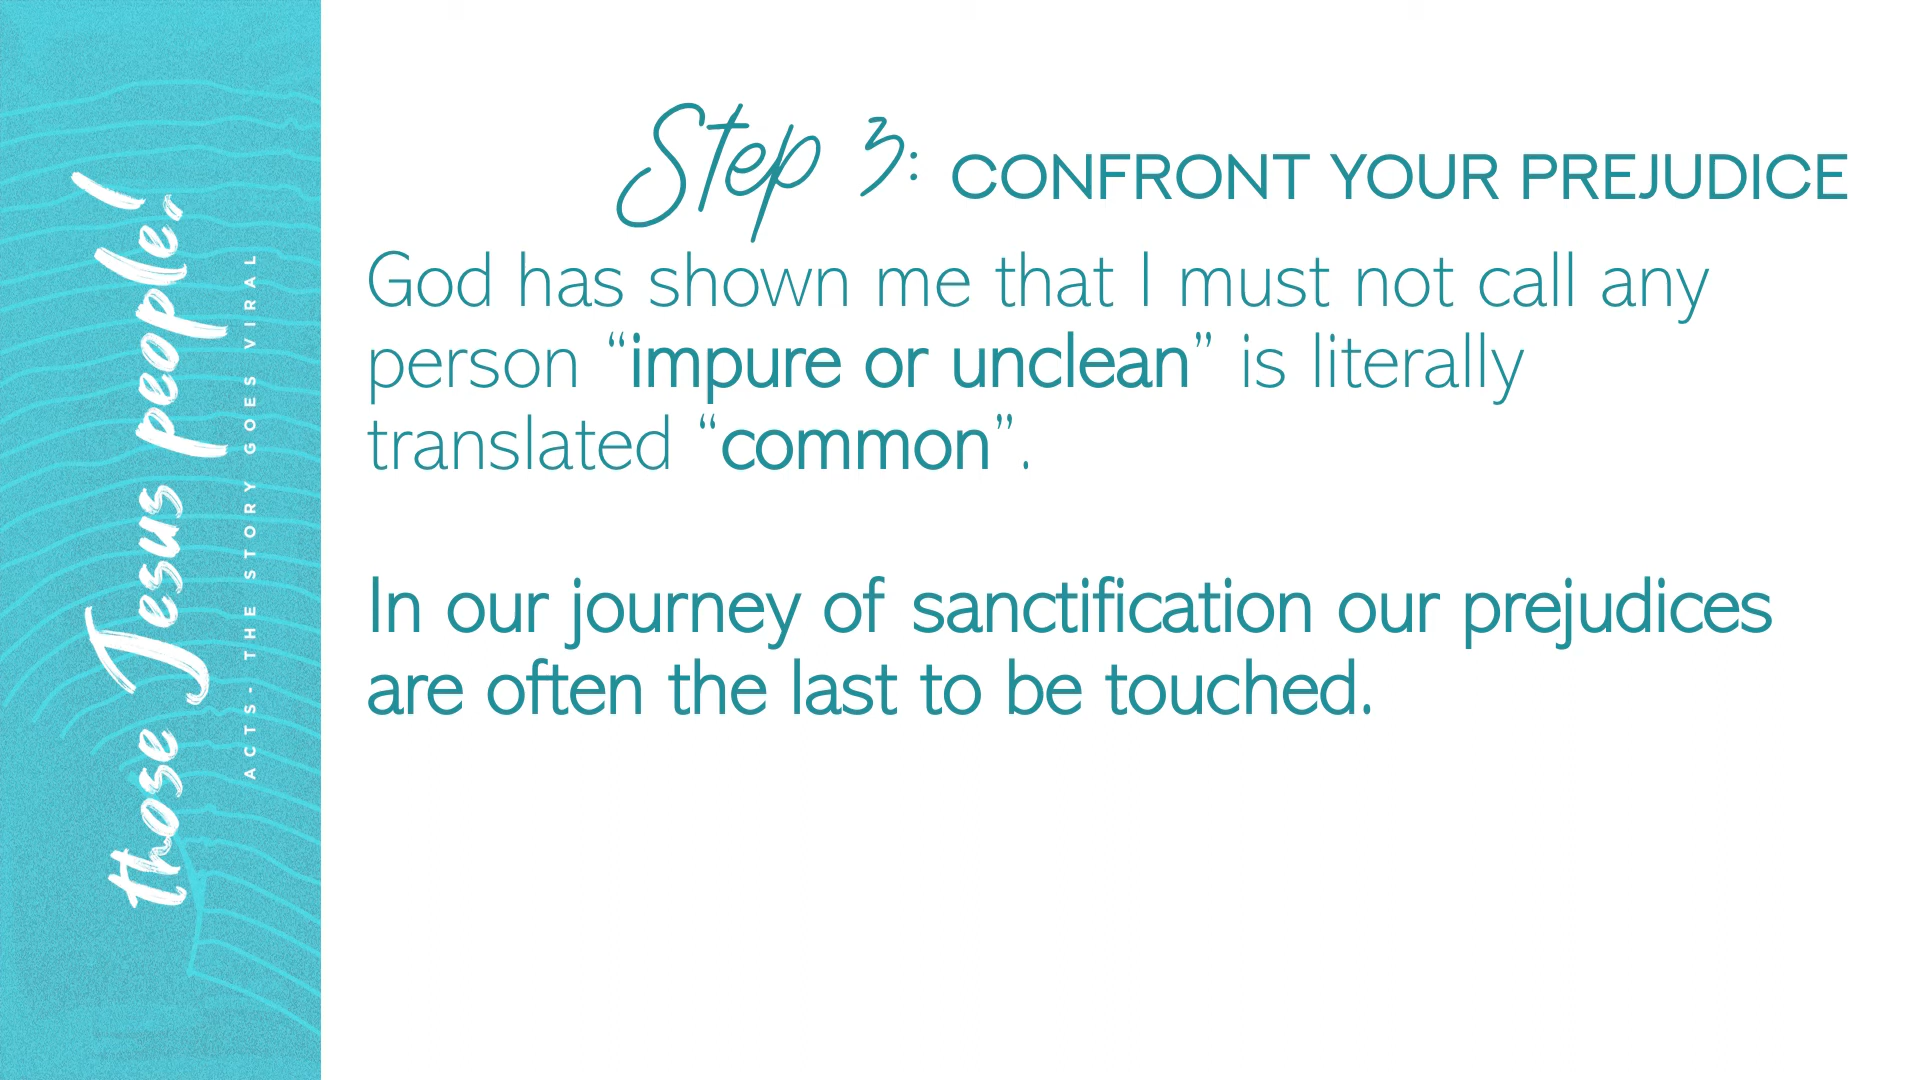 those Jesus people!
ACTS- THE STORY GOES VIRAL
Step 3: CONFRONT YOUR PREJUDICE
God has shown me that I must not call any
person “impure or unclean” is literally
translated “common”.
In our journey of sanctification our prejudices
are often the last to be touched.